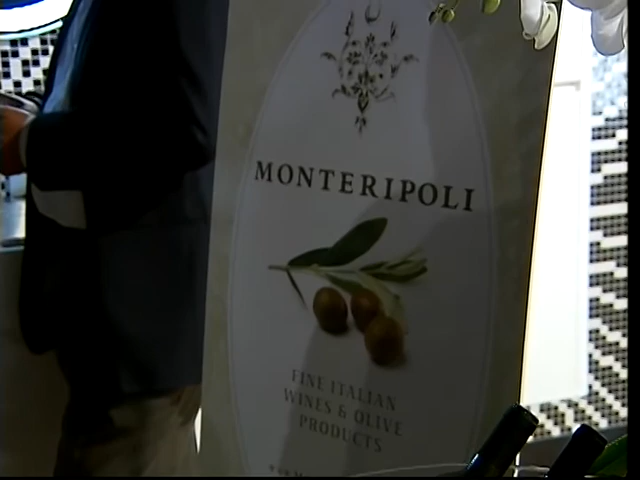 MONTERIPOLI
FINE ITALIAN
WINES & OLIVE
PRODUCTS